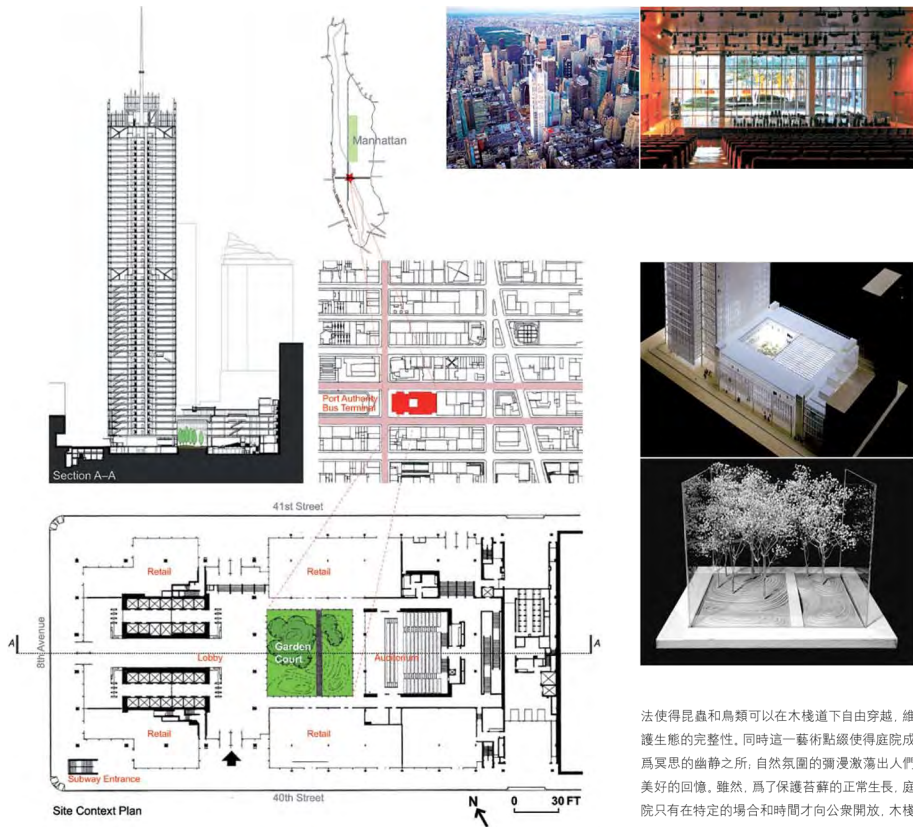 Manhattan
Port Authority
Bus Terminal
Section A–A
41st Street
Retail
Retail
8th Avenue
A
A
Garden
Court
Lobby
Auditorium
Retail
Retail
Subway Entrance
40th Street
Site Context Plan
N
0 30 FT
法使得昆蟲和鳥類可以在木棧道下自由穿越, 維
護生態的完整性。同時這一藝術點綴使得庭院成
爲冥思的幽静之所; 自然氛圍的彌漫激蕩出人們
美好的回憶。雖然, 爲了保護苔蘚的正常生長, 庭
院只有在特定的場合和時間才向公衆開放, 木棧